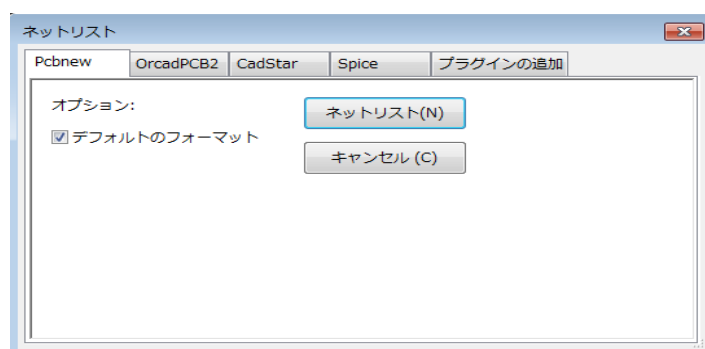 ネットリスト
Pcbnew OrcadPCB2 CadStar Spice プラグインの追加
オプション: ネットリスト(N)
デフォルトのフォーマット
キャンセル (C)